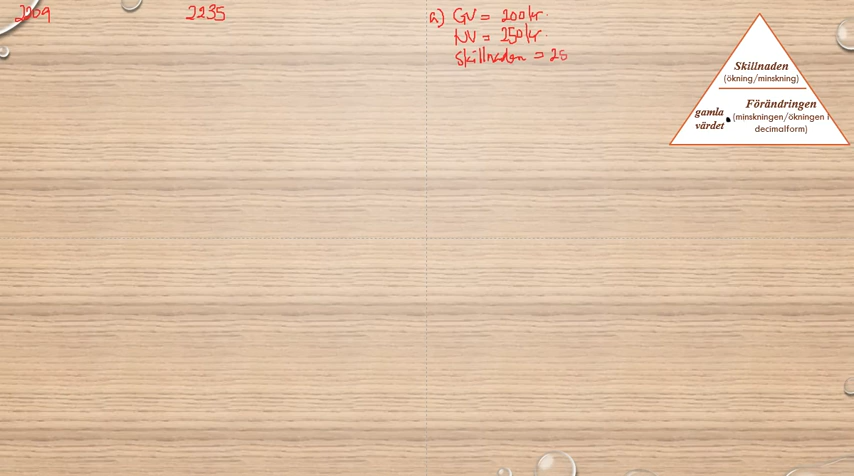 2209
2235
a) GV = 200 kr.
NV = 250 kr.
Skillnaden = 25
Skillnaden
(ökning/minskning)
gamla
värdet
Förändringen
(minskningen/ökningen i
decimalform)